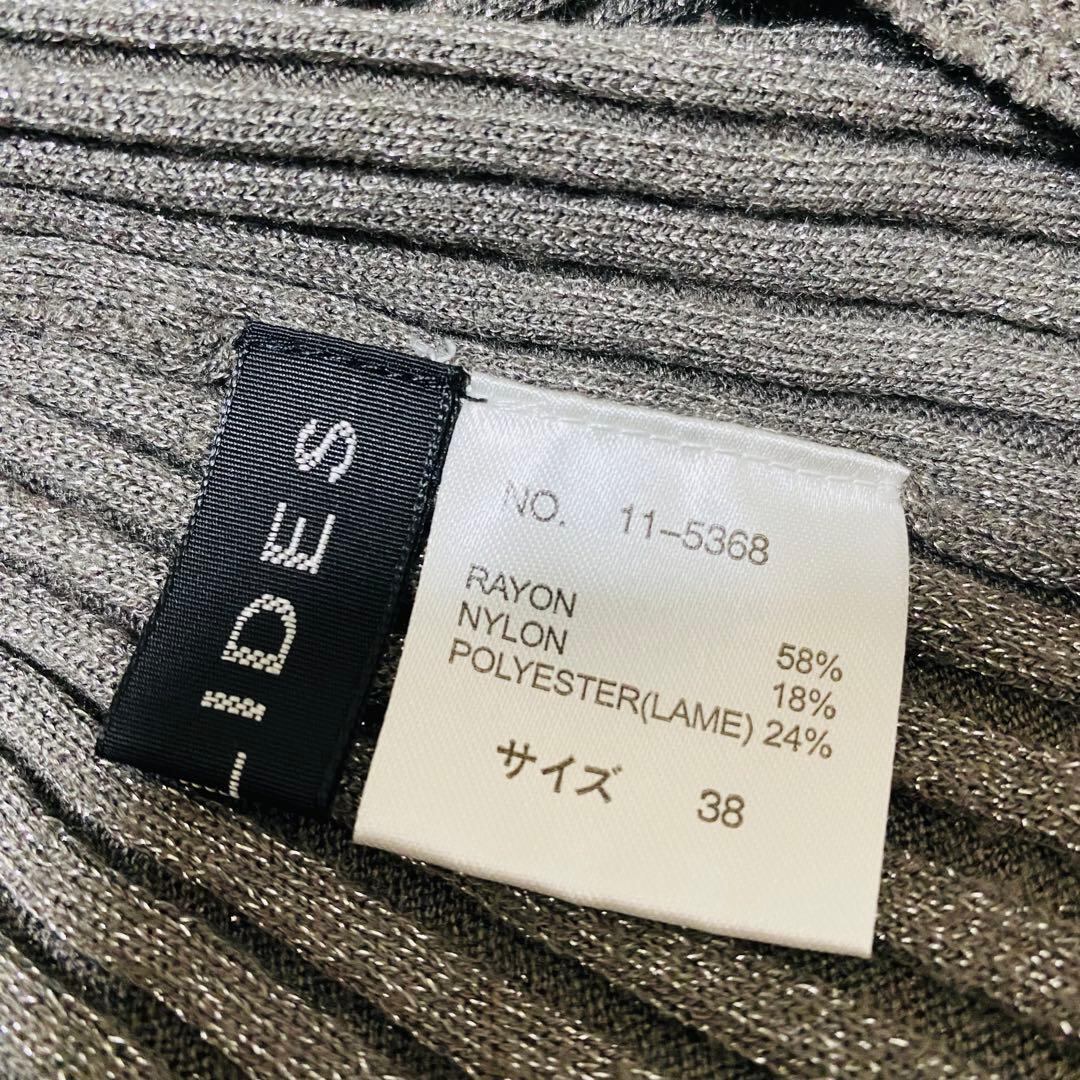 IDES
NO. 11-5368
RAYON 58%
NYLON 18%
POLYESTER(LAME) 24%
サイズ 38